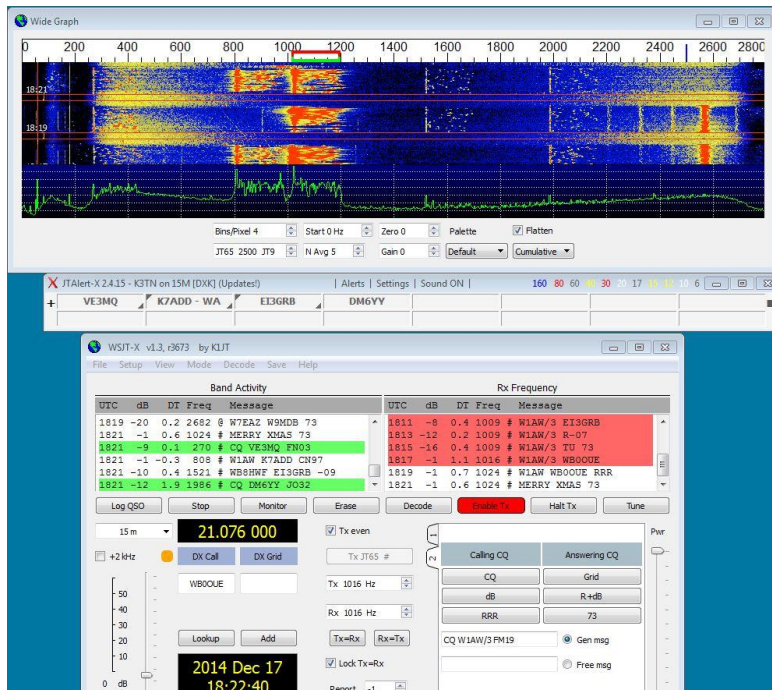 Wide Graph
0 200 400 600 800 1000 1200 1400 1600 1800 2000 2200 2400 2600 2800
18:21
18:19
Bins/Pixel 4 Start 0 Hz Zero 0 Palette Flatten
JT65 2500 JT9 N Avg 5 Gain 0 Default Cumulative
JTAlert-X 2.4.15 - K3TN on 15M [DXK] (Updates!) | Alerts | Settings | Sound ON | 160 80 60 40 30 20 17 15 12 10 6
+ VE3MQ K7ADD - WA EI3GRB DM6YY
WSJT-X v1.3, r3673 by K1JT
File Setup View Mode Decode Save Help
Band Activity Rx Frequency
UTC dB DT Freq Message UTC dB DT Freq Message
1819 -20 0.2 2682 @ W7EAZ W9MDB 73
1821 -1 0.6 1024 # MERRY XMAS 73
1821 -9 0.1 270 # CQ VE3MQ FN03
1821 -1 -0.3 808 # W1AW K7ADD CN97
1821 -10 0.4 1521 # WB8HWF EI3GRB -09
1821 -12 1.9 1986 # CQ DM6YY JO32
1811 -8 0.4 1009 # W1AW/3 EI3GRB
1813 -12 0.2 1009 # W1AW/3 R-07
1815 -16 0.4 1009 # W1AW/3 TU 73
1817 -1 1.1 1016 # W1AW/3 WB0OUE
1819 -1 0.7 1024 # W1AW WB0OUE RRR
1821 -1 0.6 1024 # MERRY XMAS 73
Log QSO Stop Monitor Erase Decode Enable Tx Halt Tx Tune
15 m 21.076 000 Tx even 1 Pwr
+2 kHz DX Call DX Grid Tx JT65 # 2 Calling CQ Answering CQ
WB0OUE Tx 1016 Hz CQ Grid
50 dB R+dB
40 Rx 1016 Hz RRR 73
30
20 Lookup Add Tx=Rx Rx=Tx CQ W1AW/3 FM19 Gen msg
10 2014 Dec 17 Lock Tx=Rx Free msg
0 dB 18:22:40 Report -1